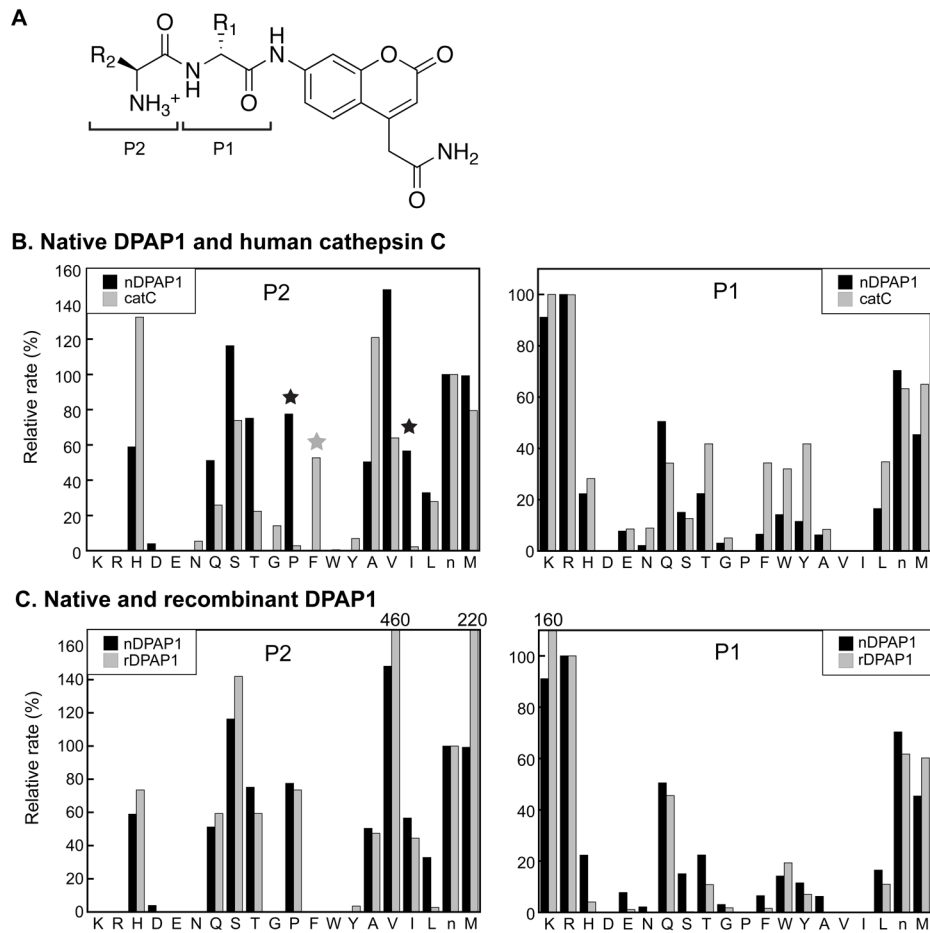 A
O R₁ H
R₂ N O O
N
H
NH₃⁺ O
P2 P1
NH₂
O
B. Native DPAP1 and human cathepsin C
nDPAP1
catC
P2
Relative rate (%)
160
140
120
100
80
60
40
20
0
K R H D E N Q S T G P F W Y A V I L n M
nDPAP1
catC
P1
100
80
60
40
20
0
K R H D E N Q S T G P F W Y A V I L n M
C. Native and recombinant DPAP1
460 220
nDPAP1
rDPAP1
P2
Relative rate (%)
160
140
120
100
80
60
40
20
0
K R H D E N Q S T G P F W Y A V I L n M
160
nDPAP1
rDPAP1
P1
100
80
60
40
20
0
K R H D E N Q S T G P F W Y A V I L n M